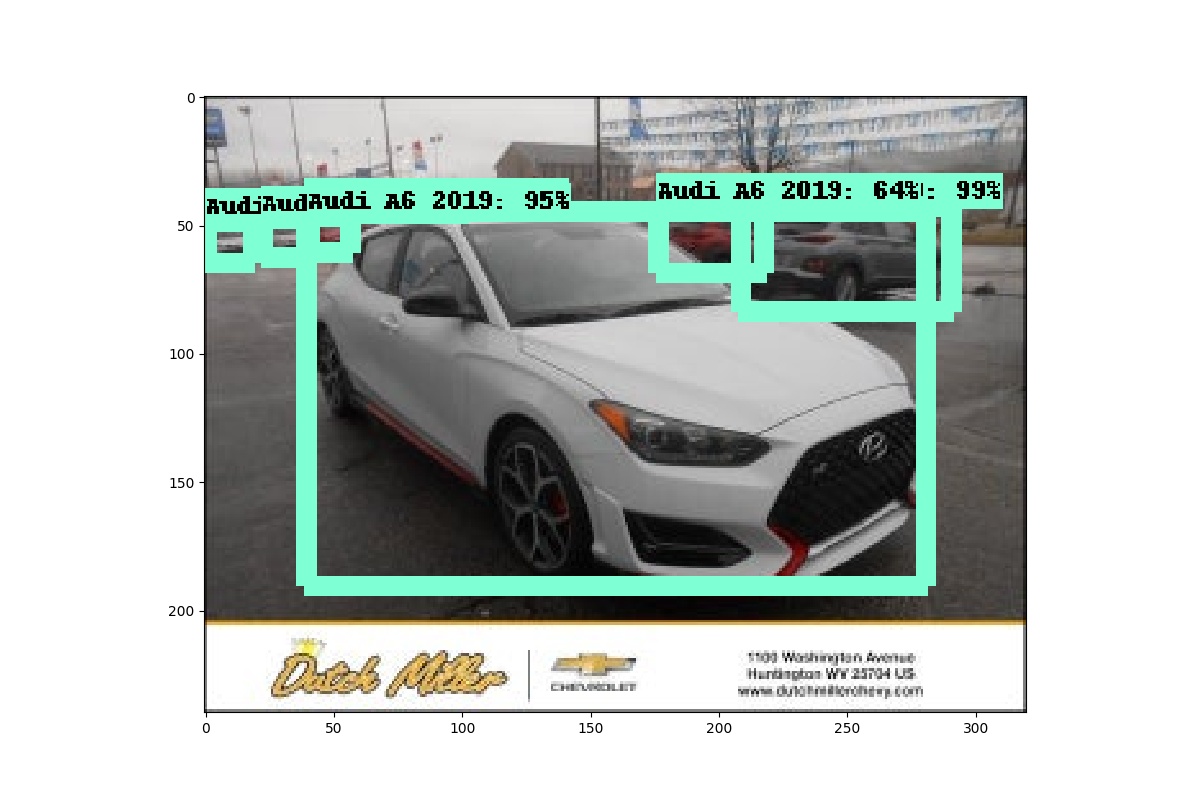 0
Audi A6 2019: 64% : 99%
Audi Aud Audi A6 2019: 95%
50
100
150
200
Dutch Miller
CHEVROLET
1100 Washington Avenue
Huntington WV 25704 US
www.dutchmillerchevy.com
0 50 100 150 200 250 300